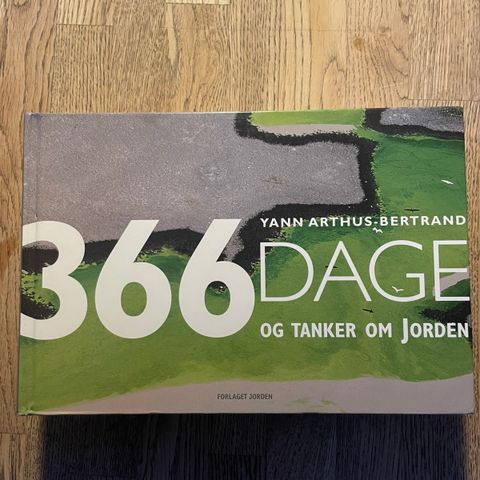 YANN ARTHUS-BERTRAND
366 DAGE
OG TANKER OM JORDEN
FORLAGET JORDEN